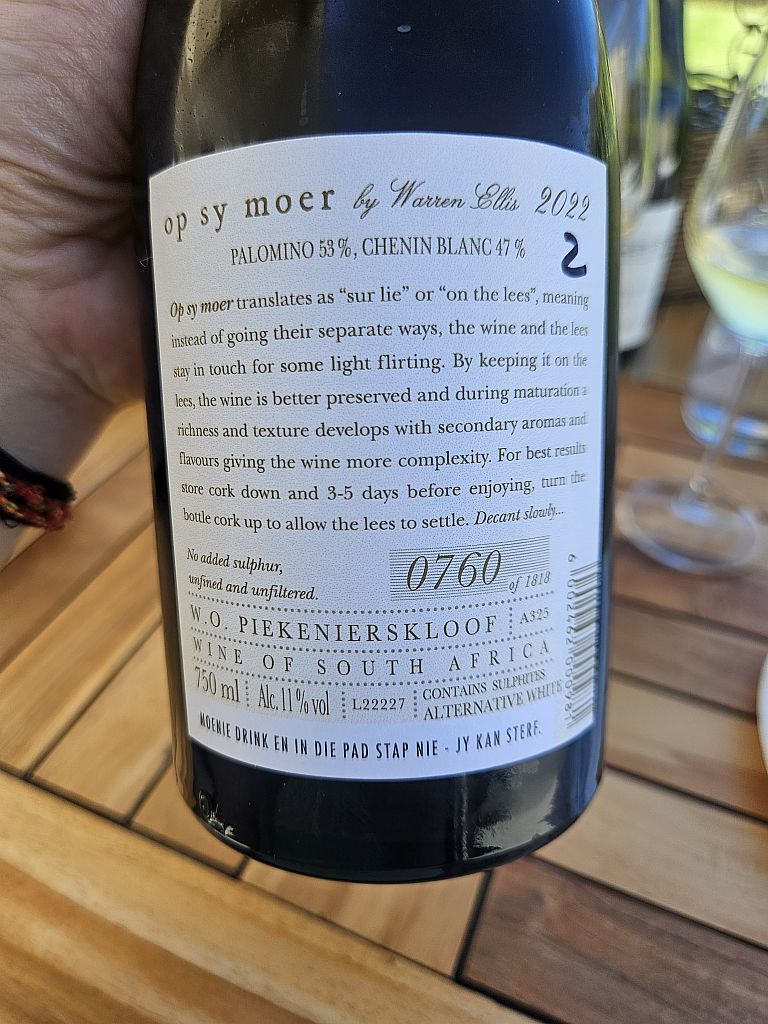 op sy moer by Warren Ellis 2022
PALOMINO 53%, CHENIN BLANC 47%
2
Op sy moer translates as "sur lie" or "on the lees", meaning
instead of going their separate ways, the wine and the lees
stay in touch for some light flirting. By keeping it on the
lees, the wine is better preserved and during maturation a
richness and texture develops with secondary aromas and
flavours giving the wine more complexity. For best results
store cork down and 3-5 days before enjoying, turn the
bottle cork up to allow the lees to settle. Decant slowly...
No added sulphur,
unfined and unfiltered.
0760 of 1818
W.O. PIEKENIERSKLOOF A325
WINE OF SOUTH AFRICA
750 ml Alc. 11% vol L22227 CONTAINS SULPHITES
ALTERNATIVE WHITE
MOENIE DRINK EN IN DIE PAD STAP NIE - JY KAN STERF.